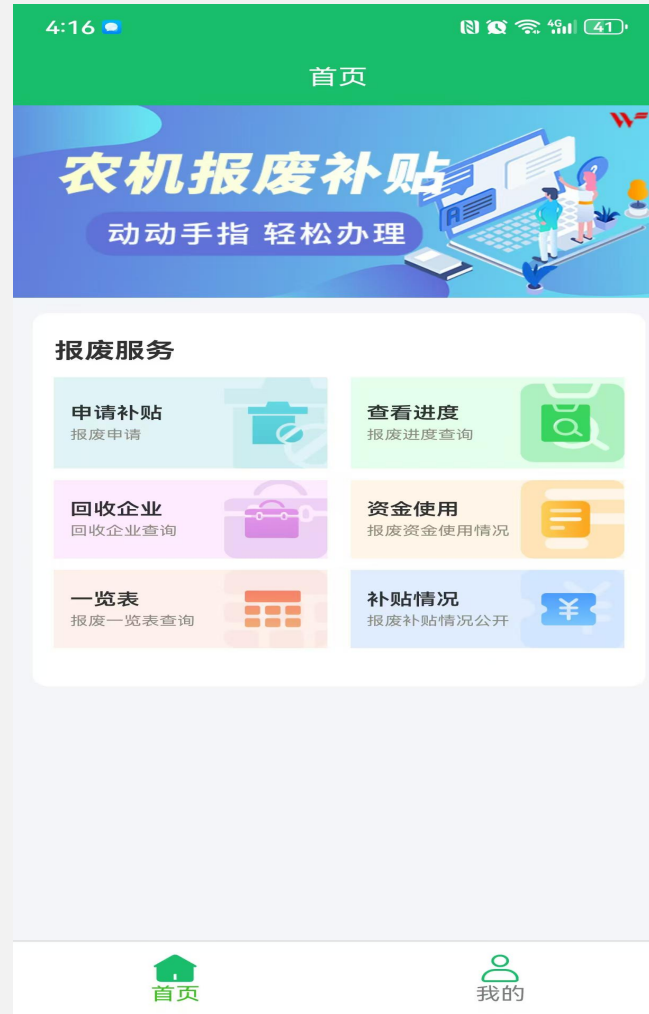 4:16
4G
41
首页
农机报废补贴
动动手指 轻松办理
报废服务
申请补贴
报废申请
查看进度
报废进度查询
回收企业
回收企业查询
资金使用
报废资金使用情况
一览表
报废一览表查询
补贴情况
报废补贴情况公开
首页
我的